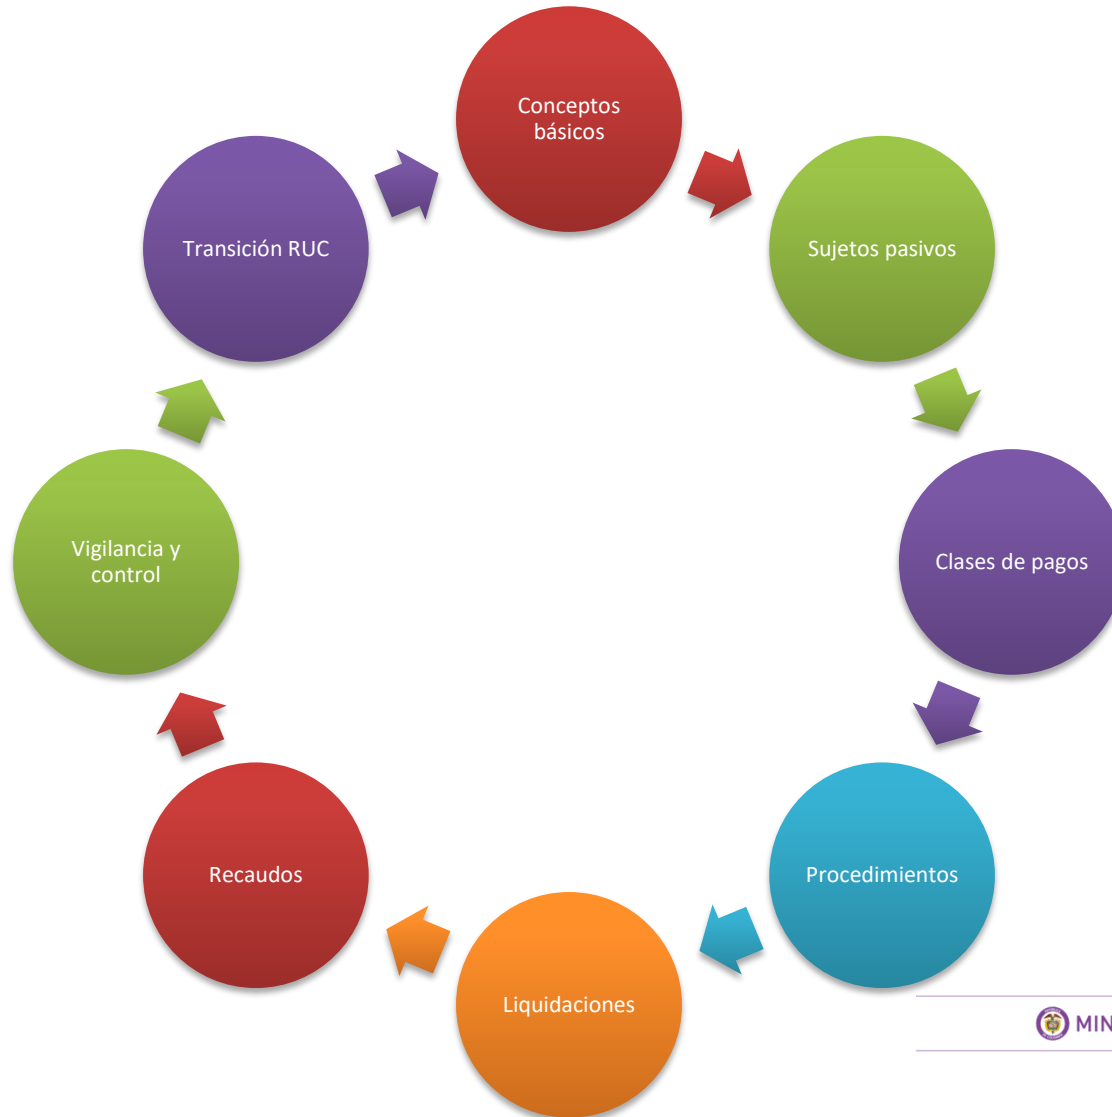 Conceptos
básicos
Sujetos pasivos
Clases de pagos
Procedimientos
Liquidaciones
Recaudos
Vigilancia y
control
Transición RUC
MIN